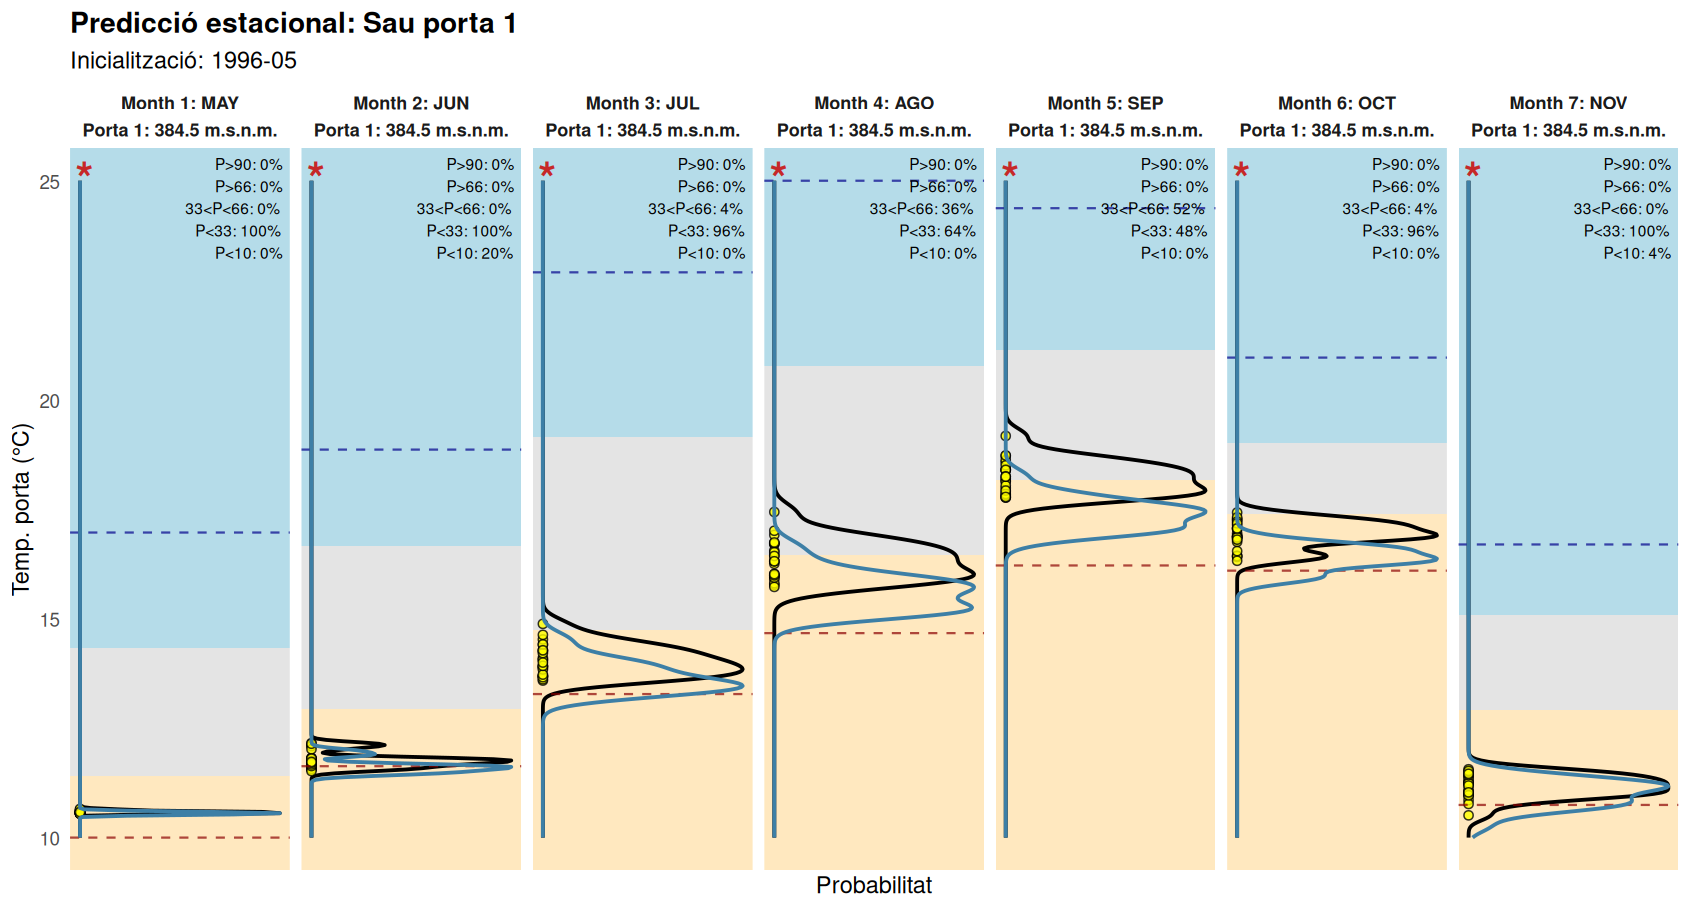 Predicció estacional: Sau porta 1
Inicialització: 1996-05
Month 1: MAY
Porta 1: 384.5 m.s.n.m.
Month 2: JUN
Porta 1: 384.5 m.s.n.m.
Month 3: JUL
Porta 1: 384.5 m.s.n.m.
Month 4: AGO
Porta 1: 384.5 m.s.n.m.
Month 5: SEP
Porta 1: 384.5 m.s.n.m.
Month 6: OCT
Porta 1: 384.5 m.s.n.m.
Month 7: NOV
Porta 1: 384.5 m.s.n.m.
*
P>90: 0%
P>66: 0%
33<P<66: 0%
P<33: 100%
P<10: 0%
*
P>90: 0%
P>66: 0%
33<P<66: 0%
P<33: 100%
P<10: 20%
*
P>90: 0%
P>66: 0%
33<P<66: 4%
P<33: 96%
P<10: 0%
*
P>90: 0%
P>66: 0%
33<P<66: 36%
P<33: 64%
P<10: 0%
*
P>90: 0%
P>66: 0%
33<P<66: 52%
P<33: 48%
P<10: 0%
*
P>90: 0%
P>66: 0%
33<P<66: 4%
P<33: 96%
P<10: 0%
*
P>90: 0%
P>66: 0%
33<P<66: 0%
P<33: 100%
P<10: 4%
25
20
15
10
Temp. porta (°C)
Probabilitat